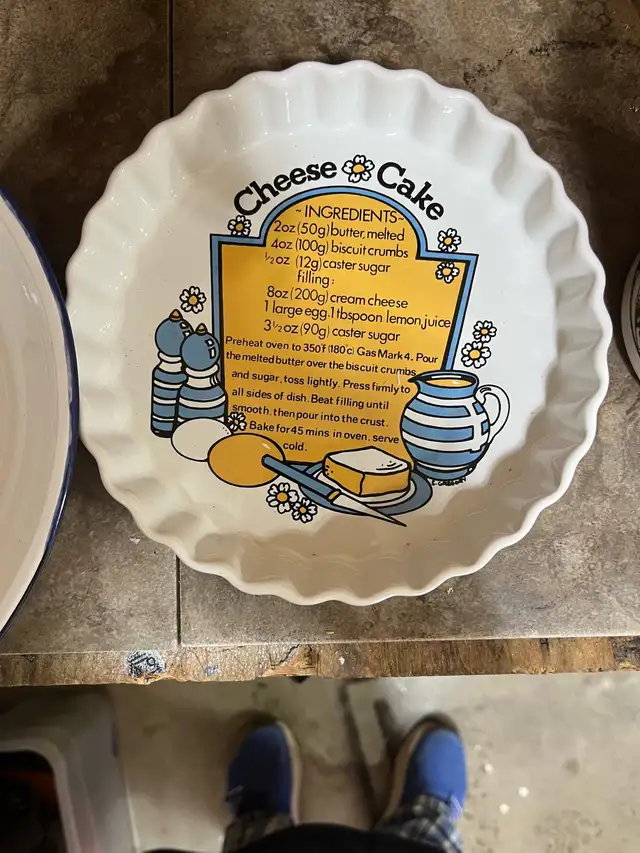 Cheese Cake
~ INGREDIENTS ~
2oz (50g) butter, melted
4oz (100g) biscuit crumbs
½oz (12g) caster sugar
filling:
8oz (200g) cream cheese
1 large egg. 1 tbspoon lemon juice
3½oz (90g) caster sugar
Preheat oven to 350°f (180°c) Gas Mark 4. Pour
the melted butter over the biscuit crumbs
and sugar, toss lightly. Press firmly to
all sides of dish. Beat filling until
smooth, then pour into the crust.
Bake for 45 mins in oven, serve
cold.